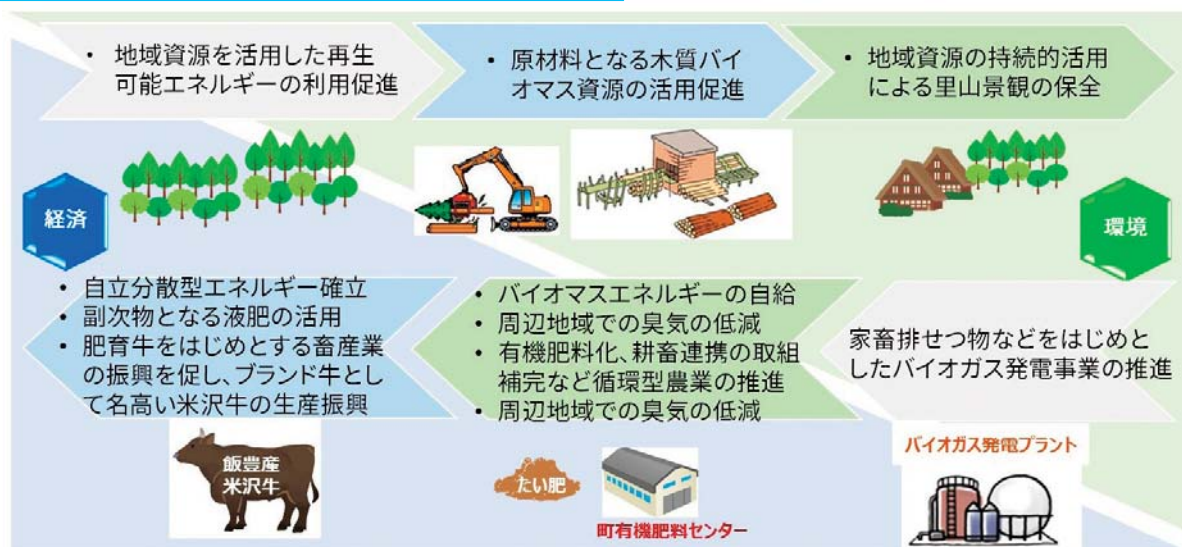 • 地域資源を活用した再生
可能エネルギーの利用促進
• 原材料となる木質バイ
オマス資源の活用促進
• 地域資源の持続的活用
による里山景観の保全
経済
環境
• 自立分散型エネルギー確立
• 副次物となる液肥の活用
• 肥育牛をはじめとする畜産業
の振興を促し、ブランド牛とし
て名高い米沢牛の生産振興
• バイオマスエネルギーの自給
• 周辺地域での臭気の低減
• 有機肥料化、耕畜連携の取組
補完など循環型農業の推進
• 周辺地域での臭気の低減
家畜排せつ物などをはじめと
したバイオガス発電事業の推進
飯豊産
米沢牛
たい肥
町有機肥料センター
バイオガス発電プラント